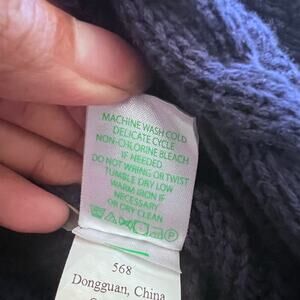 MACHINE WASH COLD
DELICATE CYCLE
NON-CHLORINE BLEACH
IF NEEDED
DO NOT WRING OR TWIST
TUMBLE DRY LOW
WARM IRON IF
NECESSARY
OR DRY CLEAN
P
568
Dongguan, China